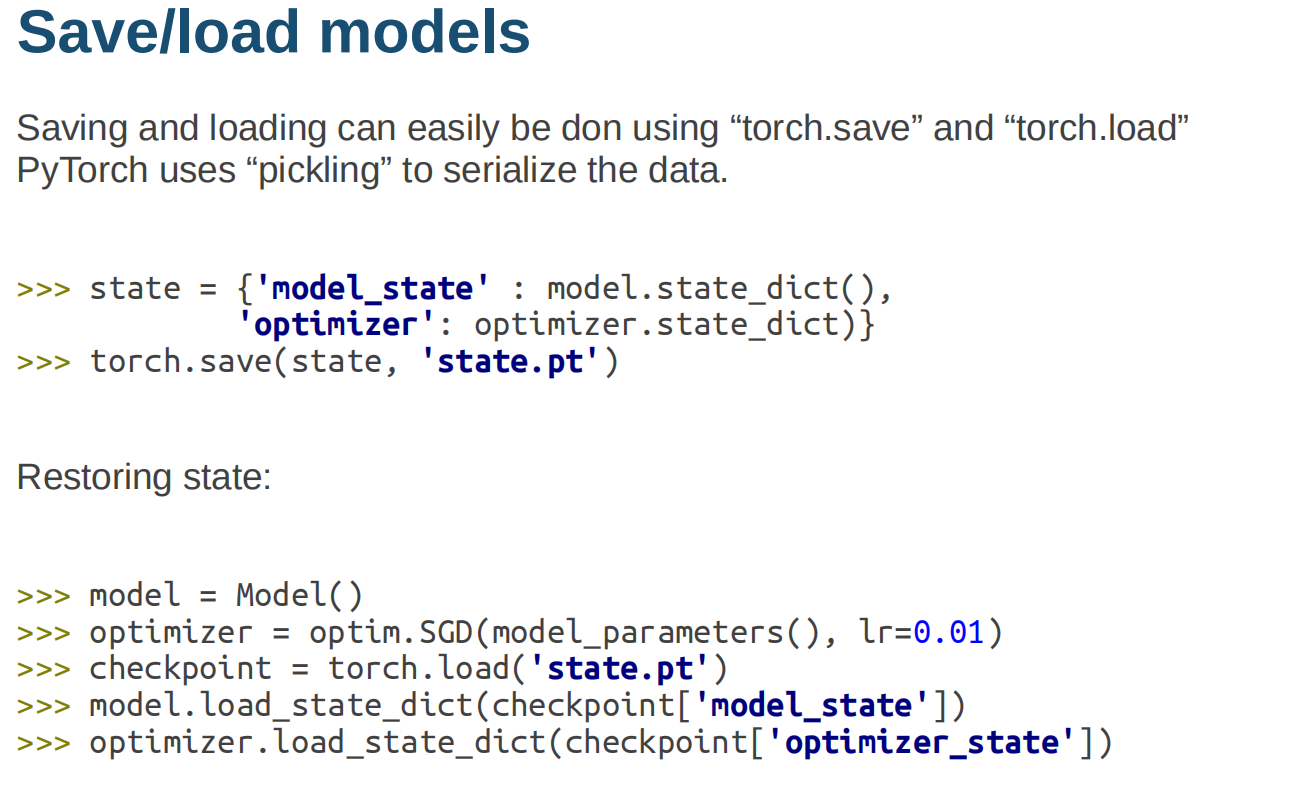 Save/load models
Saving and loading can easily be don using “torch.save” and “torch.load”
PyTorch uses “pickling” to serialize the data.
>>> state = {'model_state' : model.state_dict(),
'optimizer': optimizer.state_dict)}
>>> torch.save(state, 'state.pt')
Restoring state:
>>> model = Model()
>>> optimizer = optim.SGD(model_parameters(), lr=0.01)
>>> checkpoint = torch.load('state.pt')
>>> model.load_state_dict(checkpoint['model_state'])
>>> optimizer.load_state_dict(checkpoint['optimizer_state'])